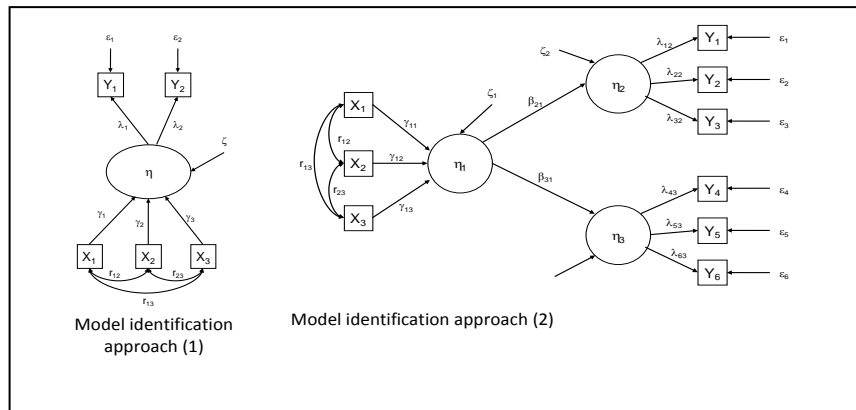 ε1 ε2
Y1 Y2
λ1 λ2
ζ
η
γ1 γ2 γ3
X1 X2 X3
r12 r23
r13
Model identification
approach (1)
X1 X2 X3
r12 r13 r23
γ11 γ12 γ13
ζ1
η1
β21 β31
ζ2
η2
λ12 λ22 λ32
Y1 Y2 Y3
ε1 ε2 ε3
η3
λ43 λ53 λ63
Y4 Y5 Y6
ε4 ε5 ε6
Model identification approach (2)